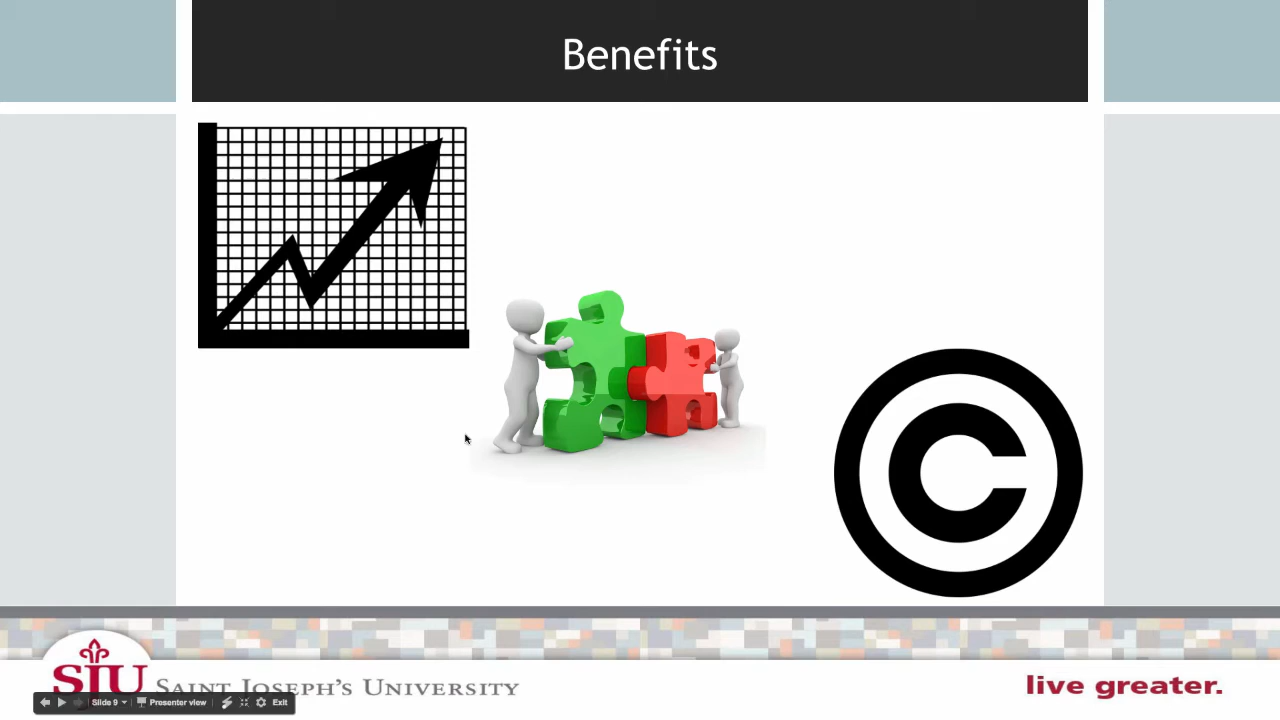 Benefits
©
SJU SAINT JOSEPH'S UNIVERSITY
live greater.
Slide 9 Presenter view Exit